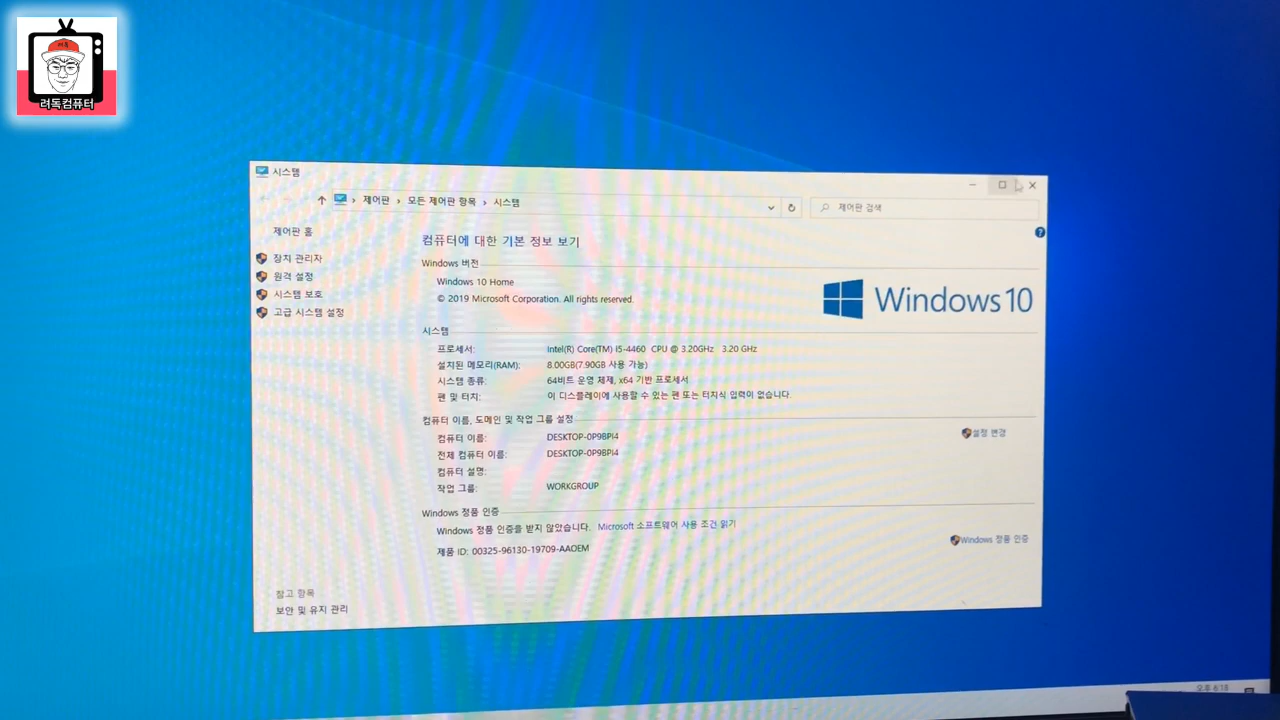 려독컴퓨터
시스템
제어판 › 모든 제어판 항목 › 시스템
제어판 검색
제어판 홈
장치 관리자
원격 설정
시스템 보호
고급 시스템 설정
컴퓨터에 대한 기본 정보 보기
Windows 버전
Windows 10 Home
© 2019 Microsoft Corporation. All rights reserved.
Windows 10
시스템
프로세서: Intel(R) Core(TM) i5-4460 CPU @ 3.20GHz 3.20 GHz
설치된 메모리(RAM): 8.00GB(7.90GB 사용 가능)
시스템 종류: 64비트 운영 체제, x64 기반 프로세서
펜 및 터치: 이 디스플레이에 사용할 수 있는 펜 또는 터치식 입력이 없습니다.
컴퓨터 이름, 도메인 및 작업 그룹 설정
컴퓨터 이름: DESKTOP-0P9BPI4
설정 변경
전체 컴퓨터 이름: DESKTOP-0P9BPI4
컴퓨터 설명:
작업 그룹: WORKGROUP
Windows 정품 인증
Windows 정품 인증을 받지 않았습니다. Microsoft 소프트웨어 사용 조건 읽기
제품 ID: 00325-96130-19709-AAOEM
Windows 정품 인증
참고 항목
보안 및 유지 관리
오후 6:18